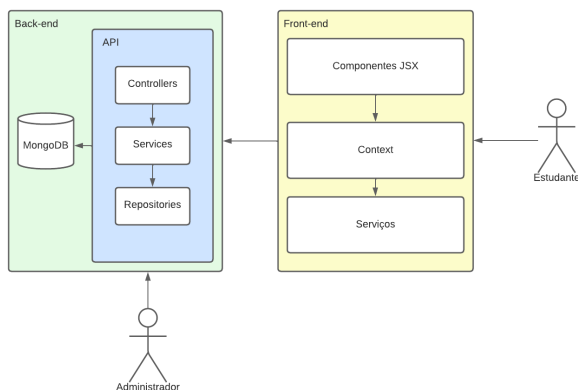 Back-end
API
Controllers
Services
Repositories
MongoDB
Front-end
Componentes JSX
Context
Serviços
Estudante
Administrador